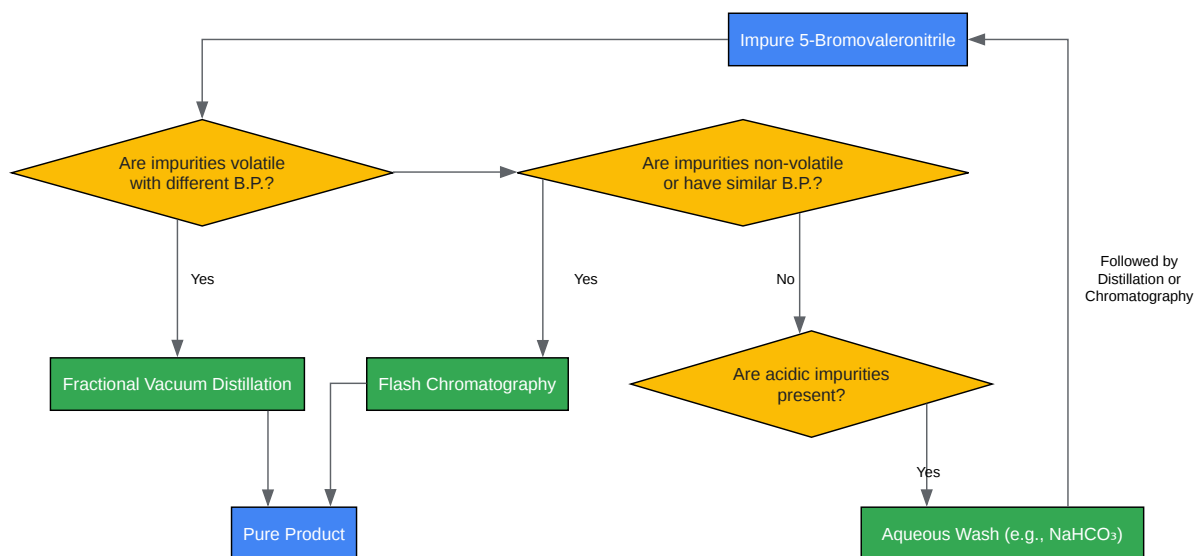 Impure 5-Bromovaleronitrile
Are impurities volatile
with different B.P.?
Are impurities non-volatile
or have similar B.P.?
Yes
Yes
No
Followed by
Distillation or
Chromatography
Fractional Vacuum Distillation
Flash Chromatography
Are acidic impurities
present?
Yes
Pure Product
Aqueous Wash (e.g., NaHCO₃)